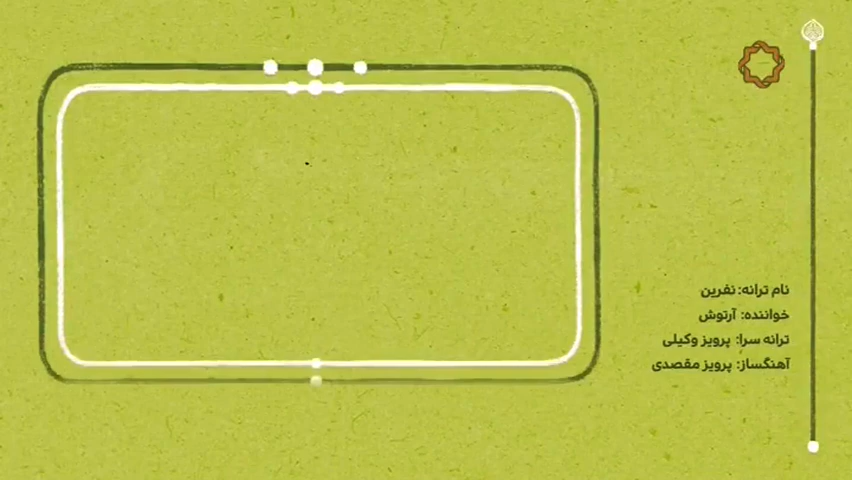 نام ترانه: نفرین
خواننده: آرتوش
ترانه سرا: پرویز وکیلی
آهنگساز: پرویز مقصدی